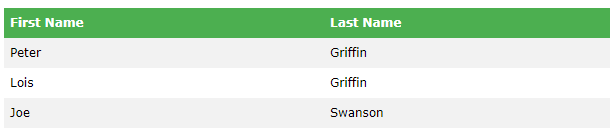 First Name Last Name
Peter Griffin
Lois Griffin
Joe Swanson